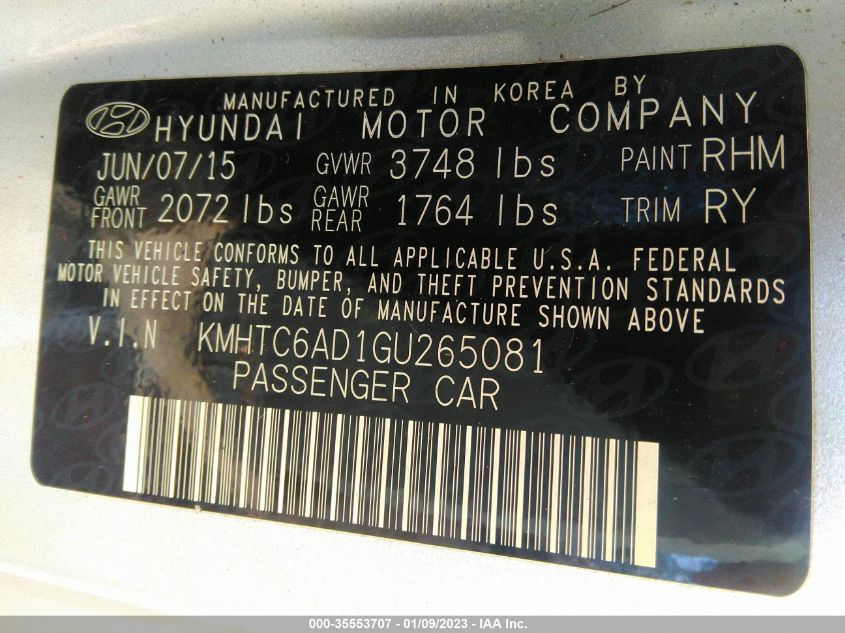 MANUFACTURED IN KOREA BY
HYUNDAI MOTOR COMPANY
JUN/07/15 GVWR 3748 lbs PAINT RHM
GAWR FRONT 2072 lbs GAWR REAR 1764 lbs TRIM RY
THIS VEHICLE CONFORMS TO ALL APPLICABLE U.S.A. FEDERAL
MOTOR VEHICLE SAFETY, BUMPER, AND THEFT PREVENTION STANDARDS
IN EFFECT ON THE DATE OF MANUFACTURE SHOWN ABOVE
V.I.N KMHTC6AD1GU265081
PASSENGER CAR
000-35553707 - 01/09/2023 - IAA Inc.